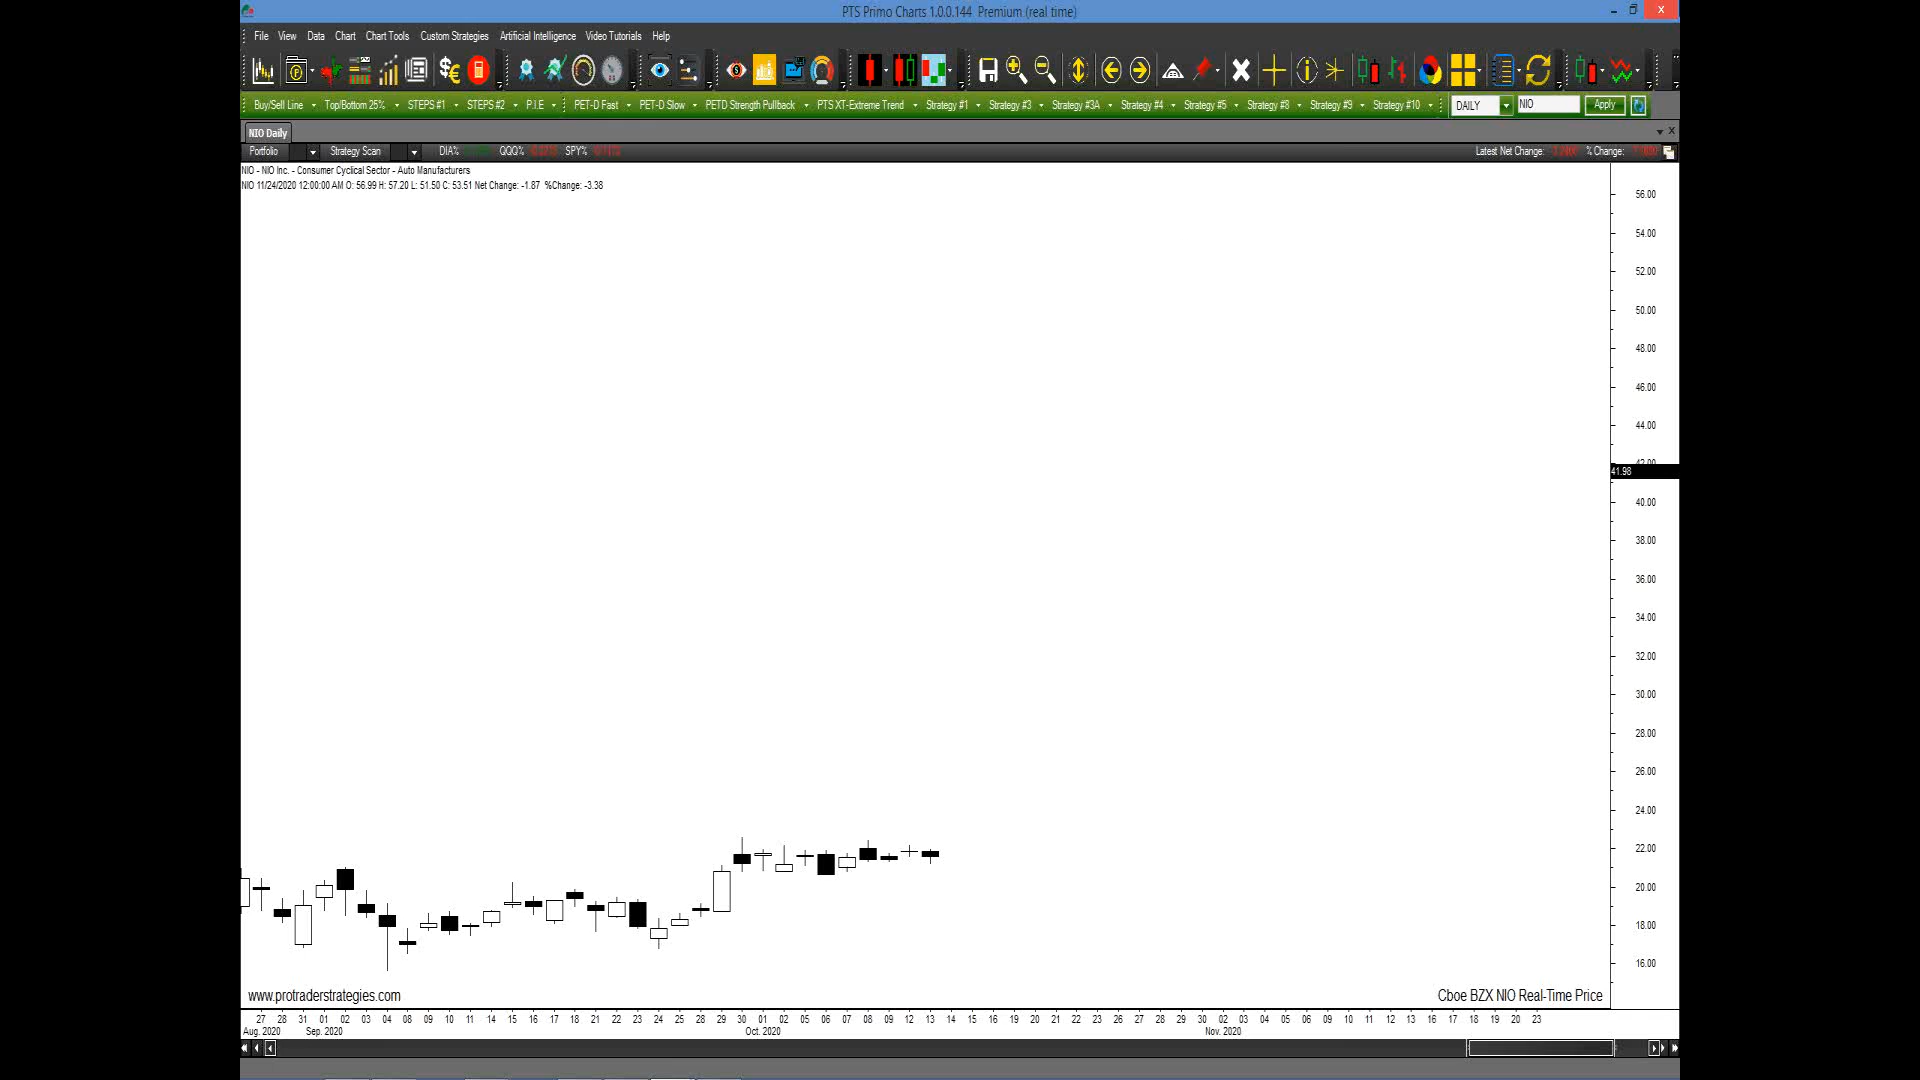 PTS Primo Charts 1.0.0.144 Premium (real time)
File View Data Chart Chart Tools Custom Strategies Artificial Intelligence Video Tutorials Help
Buy/Sell Line Top/Bottom 25% STEPS #1 STEPS #2 P.I.E PET-D Fast PET-D Slow PETD Strength Pullback PTS XT-Extreme Trend Strategy #1 Strategy #3 Strategy #3A Strategy #4 Strategy #5 Strategy #8 Strategy #9 Strategy #10 DAILY NIO Apply
NIO Daily
Portfolio Strategy Scan DIA% QQQ% SPY% Latest Net Change: % Change:
NIO - NIO Inc. - Consumer Cyclical Sector - Auto Manufacturers
NIO 11/24/2020 12:00:00 AM O: 56.99 H: 57.20 L: 51.50 C: 53.51 Net Change: -1.87 %Change: -3.38
56.00
54.00
52.00
50.00
48.00
46.00
44.00
42.00
41.98
40.00
38.00
36.00
34.00
32.00
30.00
28.00
26.00
24.00
22.00
20.00
18.00
16.00
www.protraderstrategies.com Cboe BZX NIO Real-Time Price
27 28 31 01 02 03 04 08 09 10 11 14 15 16 17 18 21 22 23 24 25 28 29 30 01 02 05 06 07 08 09 12 13 14 15 16 19 20 21 22 23 26 27 28 29 30 02 03 04 05 06 09 10 11 12 13 16 17 18 19 20 23
Aug. 2020 Sep. 2020 Oct. 2020 Nov. 2020